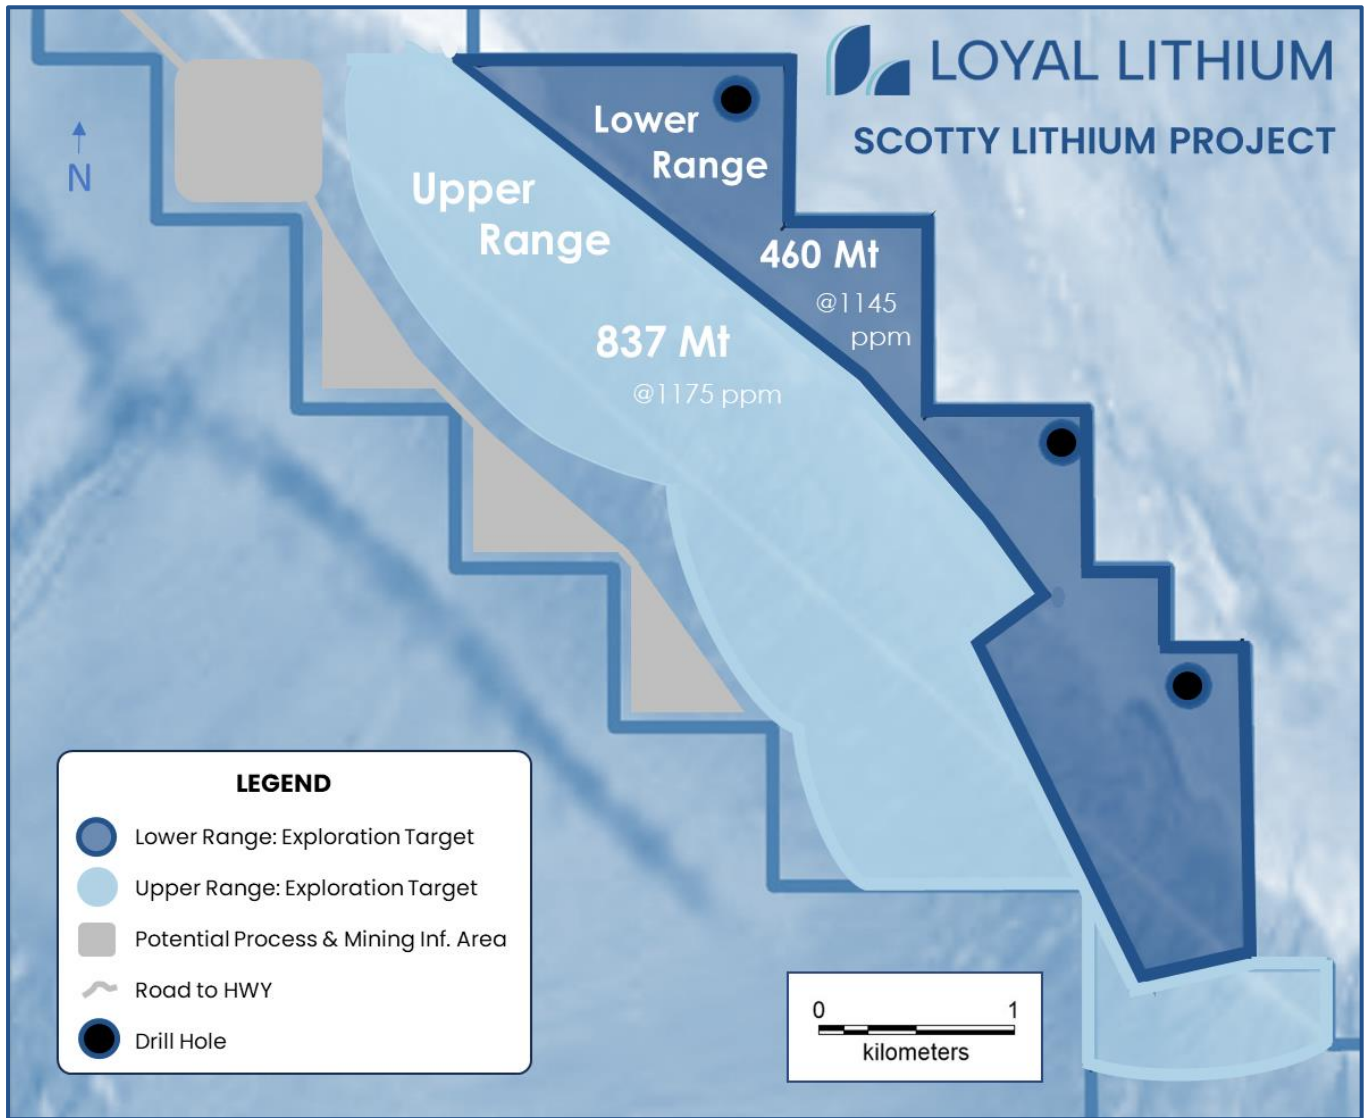 LOYAL LITHIUM
SCOTTY LITHIUM PROJECT
N
Lower
Range
Upper
Range
460 Mt
@1145
ppm
837 Mt
@1175 ppm
LEGEND
Lower Range: Exploration Target
Upper Range: Exploration Target
Potential Process & Mining Inf. Area
Road to HWY
Drill Hole
0 1
kilometers